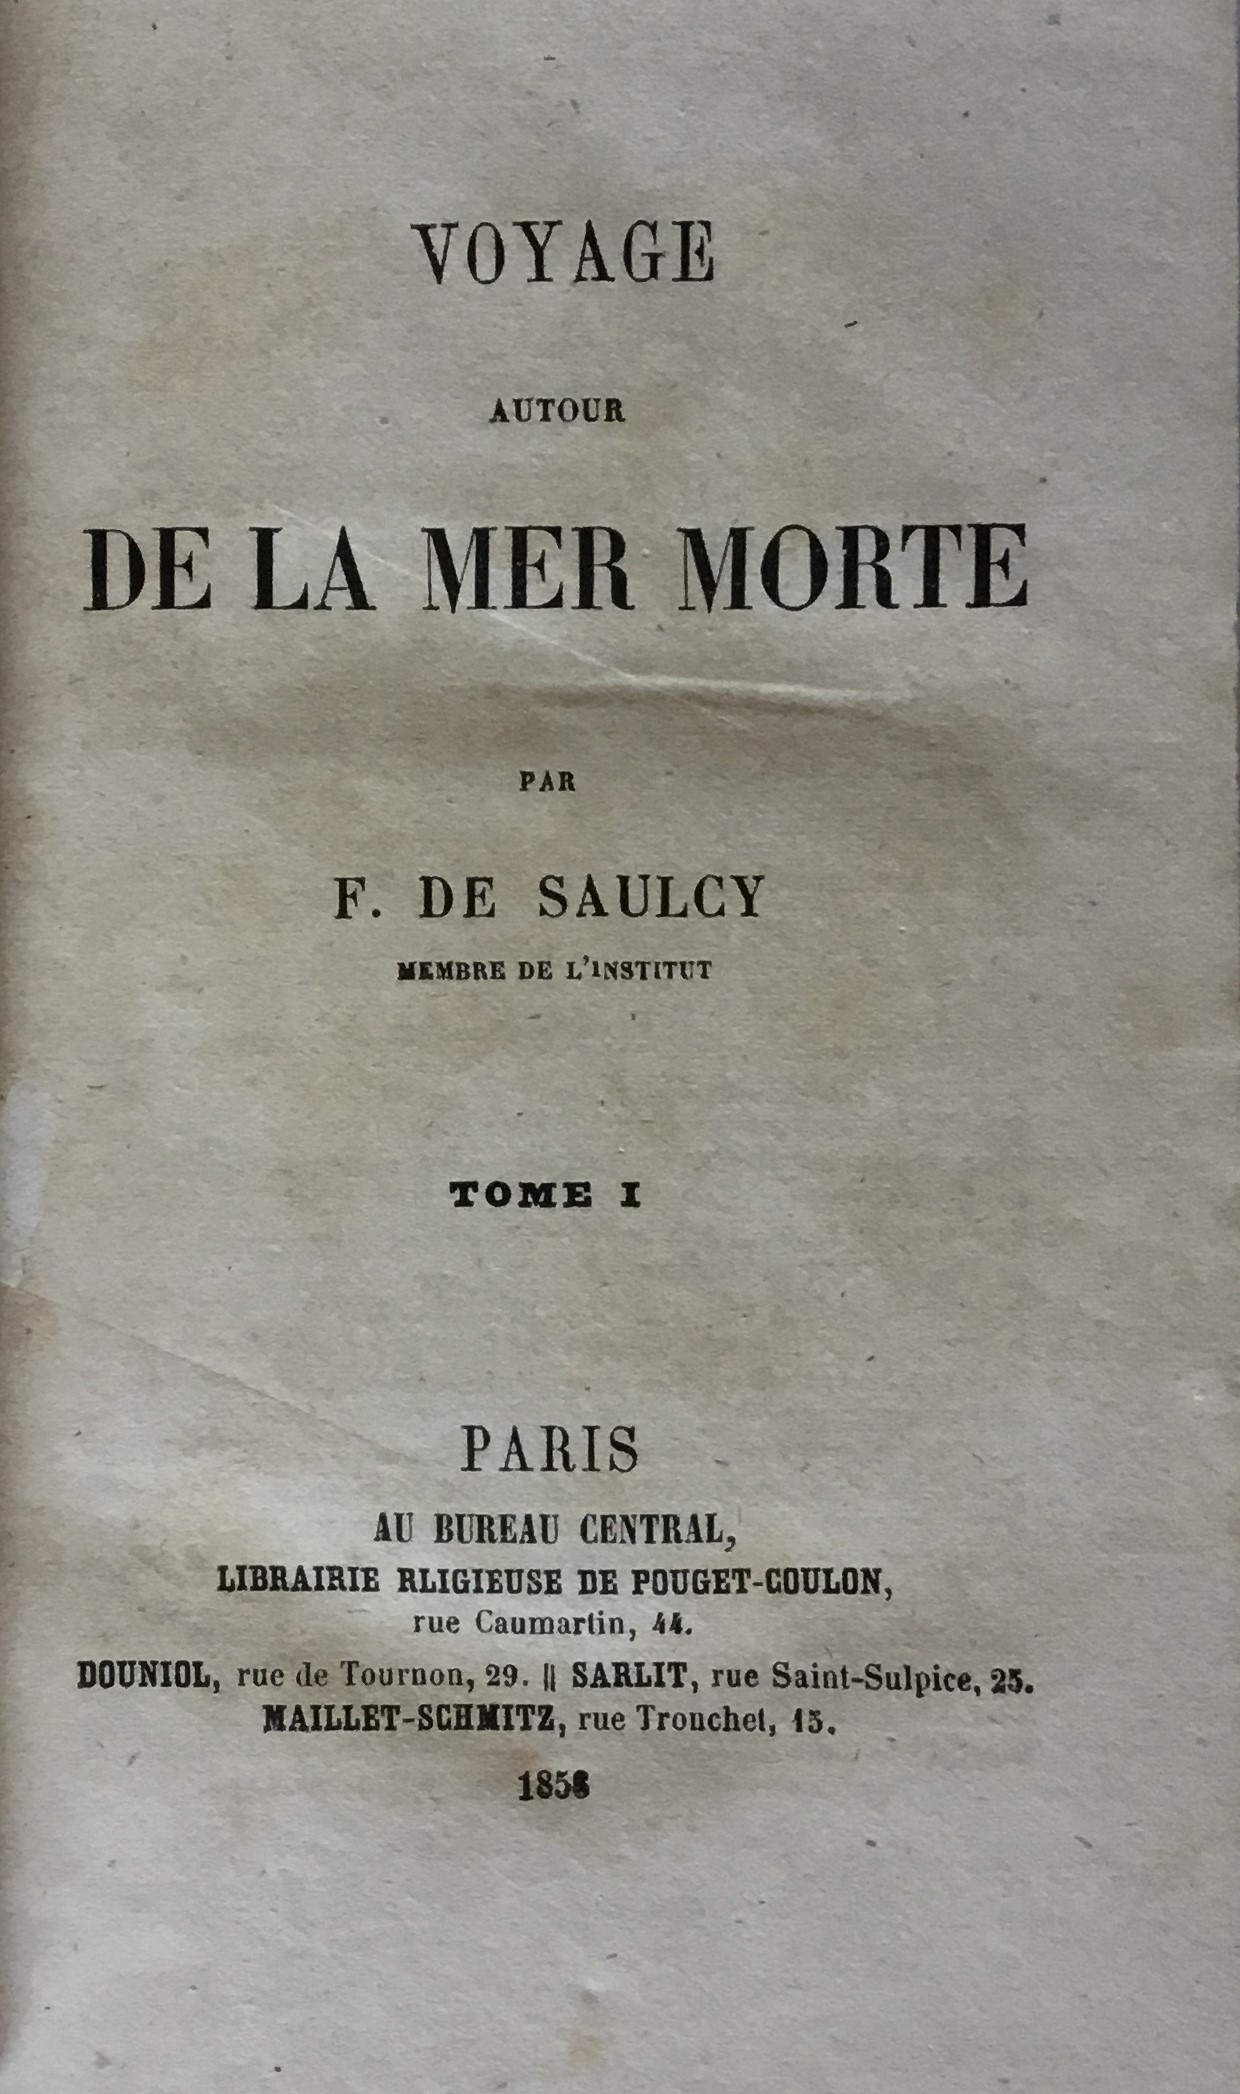 VOYAGE
AUTOUR
DE LA MER MORTE
PAR
F. DE SAULCY
MEMBRE DE L'INSTITUT
TOME I
PARIS
AU BUREAU CENTRAL,
LIBRAIRIE RLIGIEUSE DE POUGET-COULON,
rue Caumartin, 44.
DOUNIOL, rue de Tournon, 29. || SARLIT, rue Saint-Sulpice, 25.
MAILLET-SCHMITZ, rue Tronchet, 15.
1858